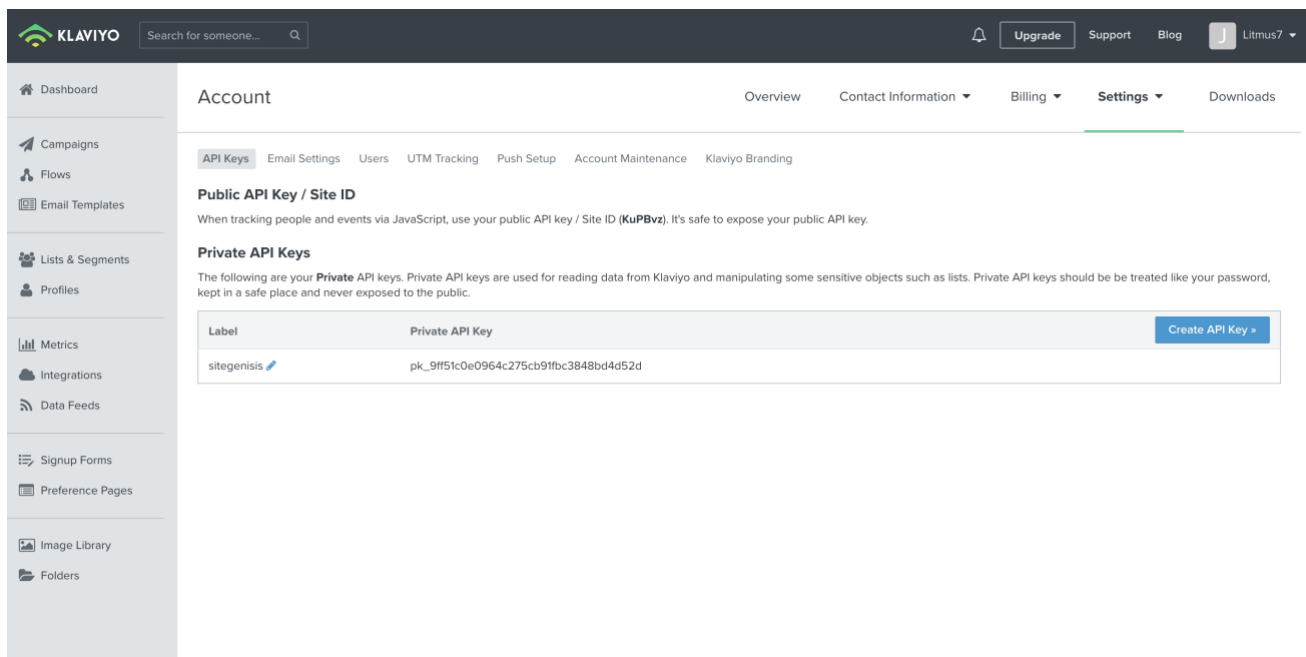 KLAVIYO
Search for someone...
Upgrade
Support
Blog
J
Litmus7
Dashboard
Campaigns
Flows
Email Templates
Lists & Segments
Profiles
Metrics
Integrations
Data Feeds
Signup Forms
Preference Pages
Image Library
Folders
Account
Overview
Contact Information
Billing
Settings
Downloads
API Keys
Email Settings
Users
UTM Tracking
Push Setup
Account Maintenance
Klaviyo Branding
Public API Key / Site ID
When tracking people and events via JavaScript, use your public API key / Site ID (KuPBvz). It's safe to expose your public API key.
Private API Keys
The following are your Private API keys. Private API keys are used for reading data from Klaviyo and manipulating some sensitive objects such as lists. Private API keys should be be treated like your password,
kept in a safe place and never exposed to the public.
Label
Private API Key
Create API Key »
sitegenisis
pk_9ff51c0e0964c275cb91fbc3848bd4d52d